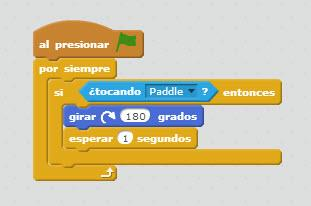 al presionar
por siempre
si ¿tocando Paddle ? entonces
girar 180 grados
esperar 1 segundos